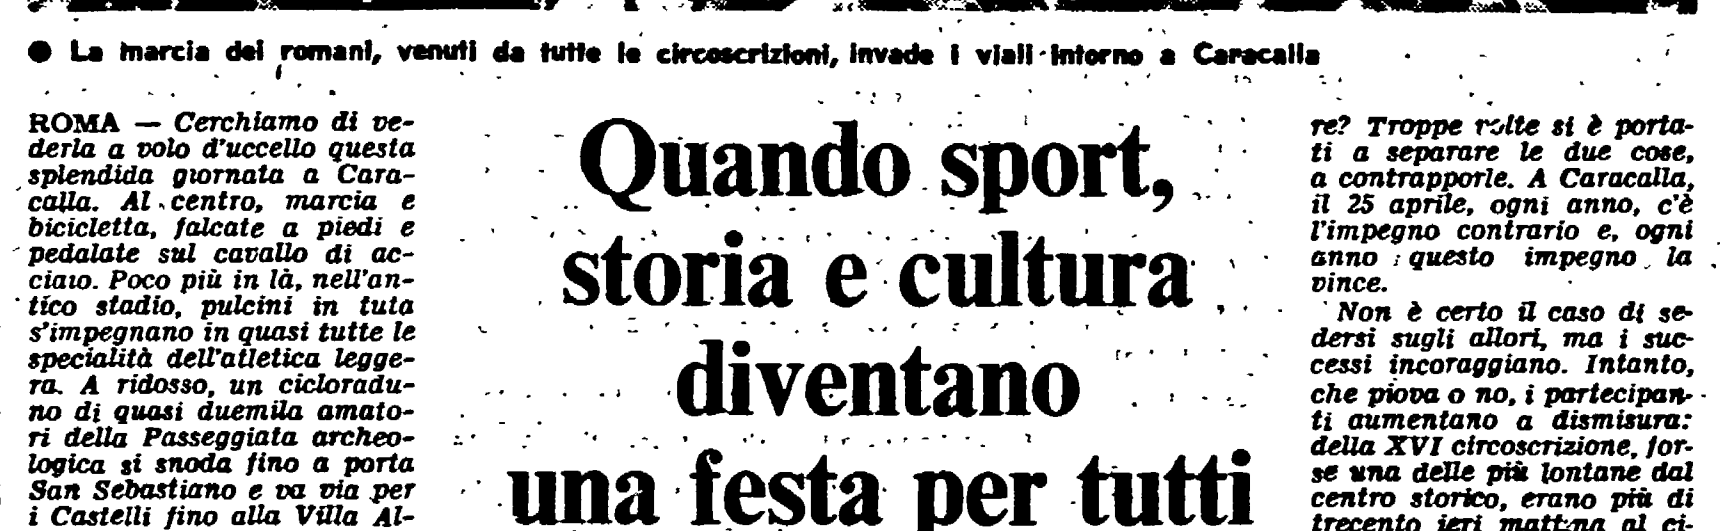 ● La marcia dei romani, venuti da tutte le circoscrizioni, invade i viali intorno a Caracalla
ROMA — Cerchiamo di ve-
derla a volo d'uccello questa
splendida giornata a Cara-
calla. Al centro, marcia e
bicicletta, falcate a piedi e
pedalate sul cavallo di ac-
ciaio. Poco più in là, nell'an-
tico stadio, pulcini in tuta
s'impegnano in quasi tutte le
specialità dell'atletica legge-
ra. A ridosso, un cicloradu-
no di quasi duemila amato-
ri della Passeggiata archeo-
logica si snoda fino a porta
San Sebastiano e va via per
i Castelli fino alla Villa Al-
Quando sport,
storia e cultura
diventano
una festa per tutti
re? Troppe volte si è porta-
ti a separare le due cose,
a contrapporle. A Caracalla,
il 25 aprile, ogni anno, c'è
l'impegno contrario e, ogni
anno questo impegno la
vince.
Non è certo il caso di se-
dersi sugli allori, ma i suc-
cessi incoraggiano. Intanto,
che piova o no, i partecipan-
ti aumentano a dismisura:
della XVI circoscrizione, for-
se una delle più lontane dal
centro storico, erano più di
trecento ieri mattina al ci-